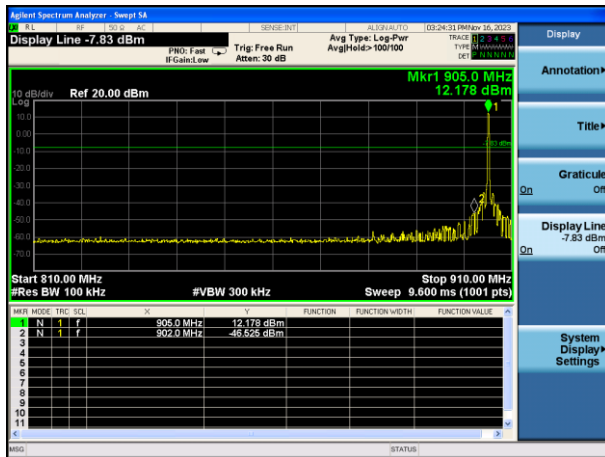 Agilent Spectrum Analyzer - Swept SA
RL RF 50 Ω AC SENSE:INT ALIGNAUTO 03:24:31 PM Nov 16, 2023
Display Line -7.83 dBm
PNO: Fast
IFGain:Low
Trig: Free Run
Atten: 30 dB
Avg Type: Log-Pwr
Avg|Hold:>100/100
TRACE 1 2 3 4 5 6
TYPE M
DET P N N N N N
Mkr1 905.0 MHz
12.178 dBm
10 dB/div Ref 20.00 dBm
Log
1
10.0
0.00
-7.83 dBm
-10.0
-20.0
-30.0
-40.0
2
-50.0
-60.0
-70.0
Start 810.00 MHz Stop 910.00 MHz
#Res BW 100 kHz #VBW 300 kHz Sweep 9.600 ms (1001 pts)
MKR MODE TRC SCL X Y FUNCTION FUNCTION WIDTH FUNCTION VALUE
1 N 1 f 905.0 MHz 12.178 dBm
2 N 1 f 902.0 MHz -46.525 dBm
3
4
5
6
7
8
9
10
11
MSG STATUS
Display
Annotation
Title
Graticule
On Off
Display Line
-7.83 dBm
On Off
System
Display
Settings